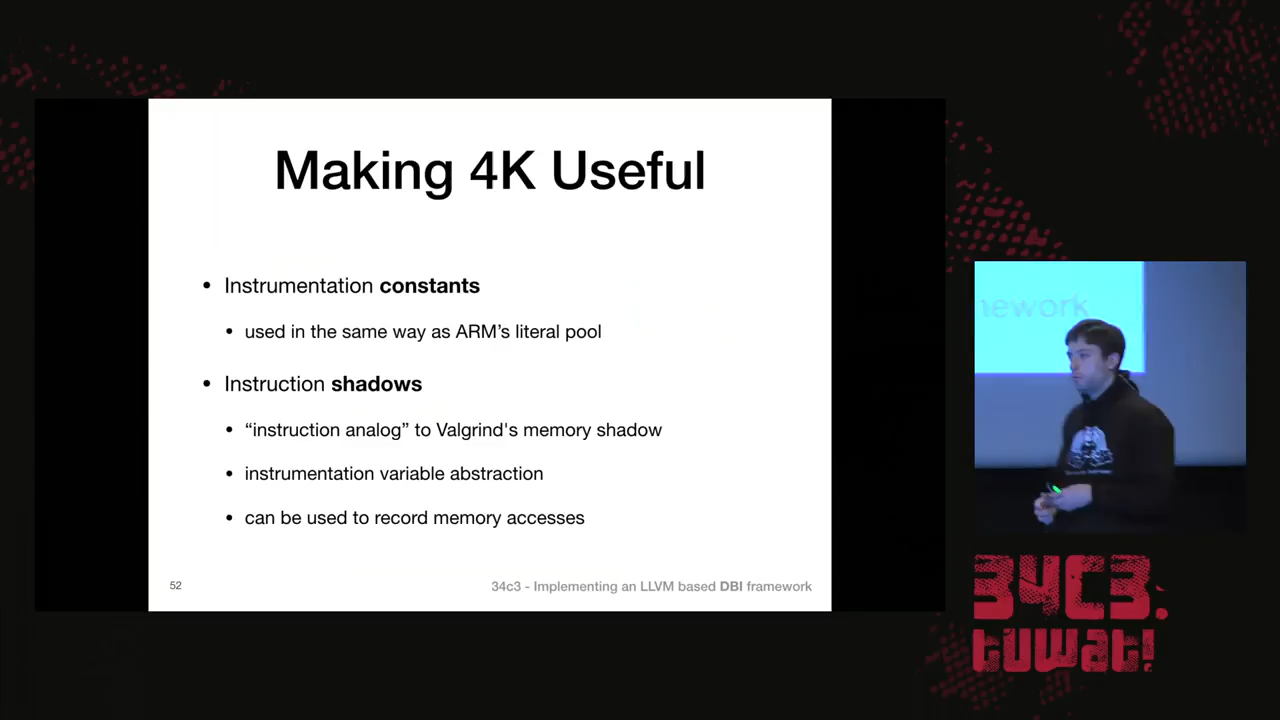 Making 4K Useful
• Instrumentation constants
• used in the same way as ARM’s literal pool
• Instruction shadows
• “instruction analog” to Valgrind's memory shadow
• instrumentation variable abstraction
• can be used to record memory accesses
52
34c3 - Implementing an LLVM based DBI framework
34C3.
tuwat!